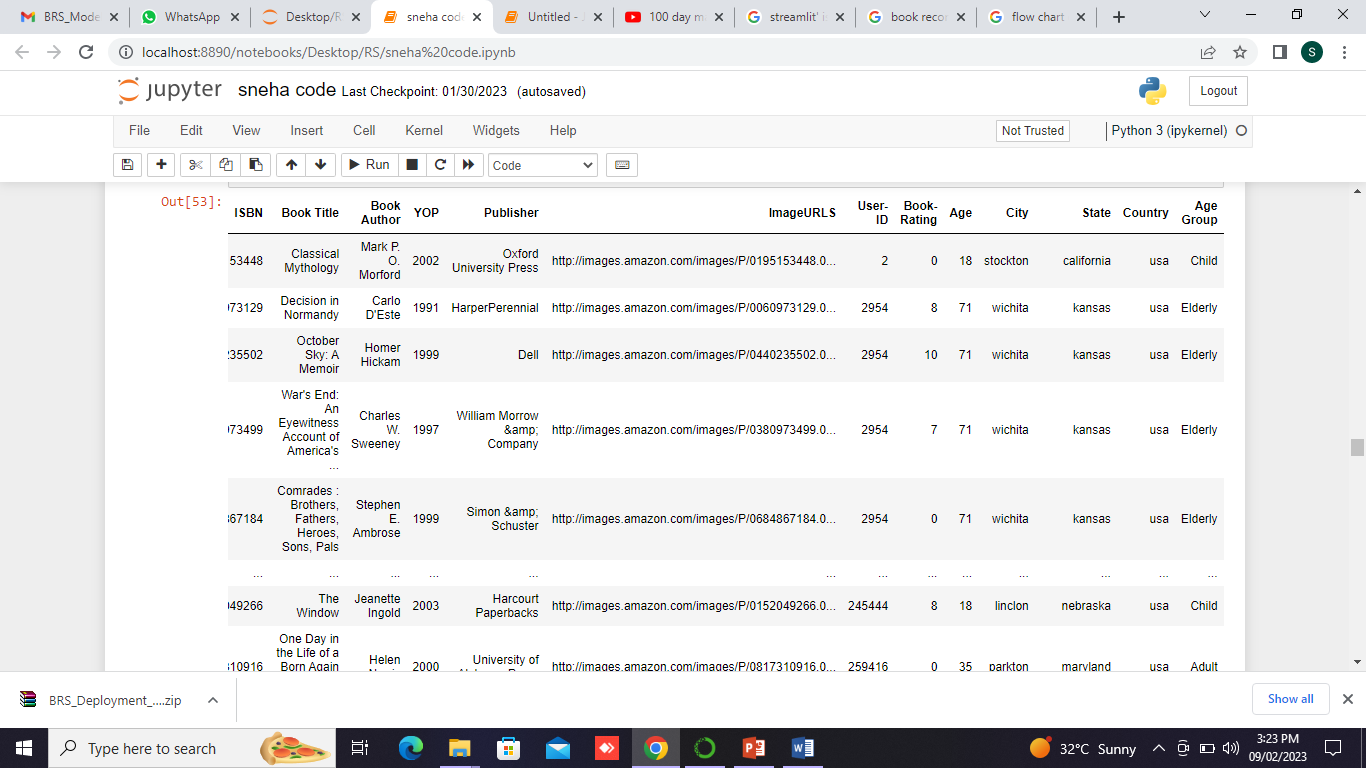 BRS_Mode
WhatsApp
Desktop/R
sneha cod
Untitled -
100 day m
streamlit' i
book recor
flow chart
localhost:8890/notebooks/Desktop/RS/sneha%20code.ipynb
S
jupyter sneha code Last Checkpoint: 01/30/2023 (autosaved)
Logout
File Edit View Insert Cell Kernel Widgets Help
Not Trusted
Python 3 (ipykernel)
Run
Code
Out[53]:
ISBN Book Title Book Author YOP Publisher ImageURLS User-ID Book-Rating Age City State Country Age Group
53448 Classical Mythology Mark P. O. Morford 2002 Oxford University Press http://images.amazon.com/images/P/0195153448.0... 2 0 18 stockton california usa Child
973129 Decision in Normandy Carlo D'Este 1991 HarperPerennial http://images.amazon.com/images/P/0060973129.0... 2954 8 71 wichita kansas usa Elderly
235502 October Sky: A Memoir Homer Hickam 1999 Dell http://images.amazon.com/images/P/0440235502.0... 2954 10 71 wichita kansas usa Elderly
973499 War's End: An Eyewitness Account of America's ... Charles W. Sweeney 1997 William Morrow &amp; Company http://images.amazon.com/images/P/0380973499.0... 2954 7 71 wichita kansas usa Elderly
867184 Comrades : Brothers, Fathers, Heroes, Sons, Pals Stephen E. Ambrose 1999 Simon &amp; Schuster http://images.amazon.com/images/P/0684867184.0... 2954 0 71 wichita kansas usa Elderly
... ... ... ... ... ... ... ... ... ... ... ... ...
049266 The Window Jeanette Ingold 2003 Harcourt Paperbacks http://images.amazon.com/images/P/0152049266.0... 245444 8 18 linclon nebraska usa Child
310916 One Day in the Life of a Born Again Helen 2000 University of http://images.amazon.com/images/P/0817310916.0... 259416 0 35 parkton maryland usa Adult
BRS_Deployment_....zip
Show all
Type here to search
32°C Sunny
3:23 PM
09/02/2023